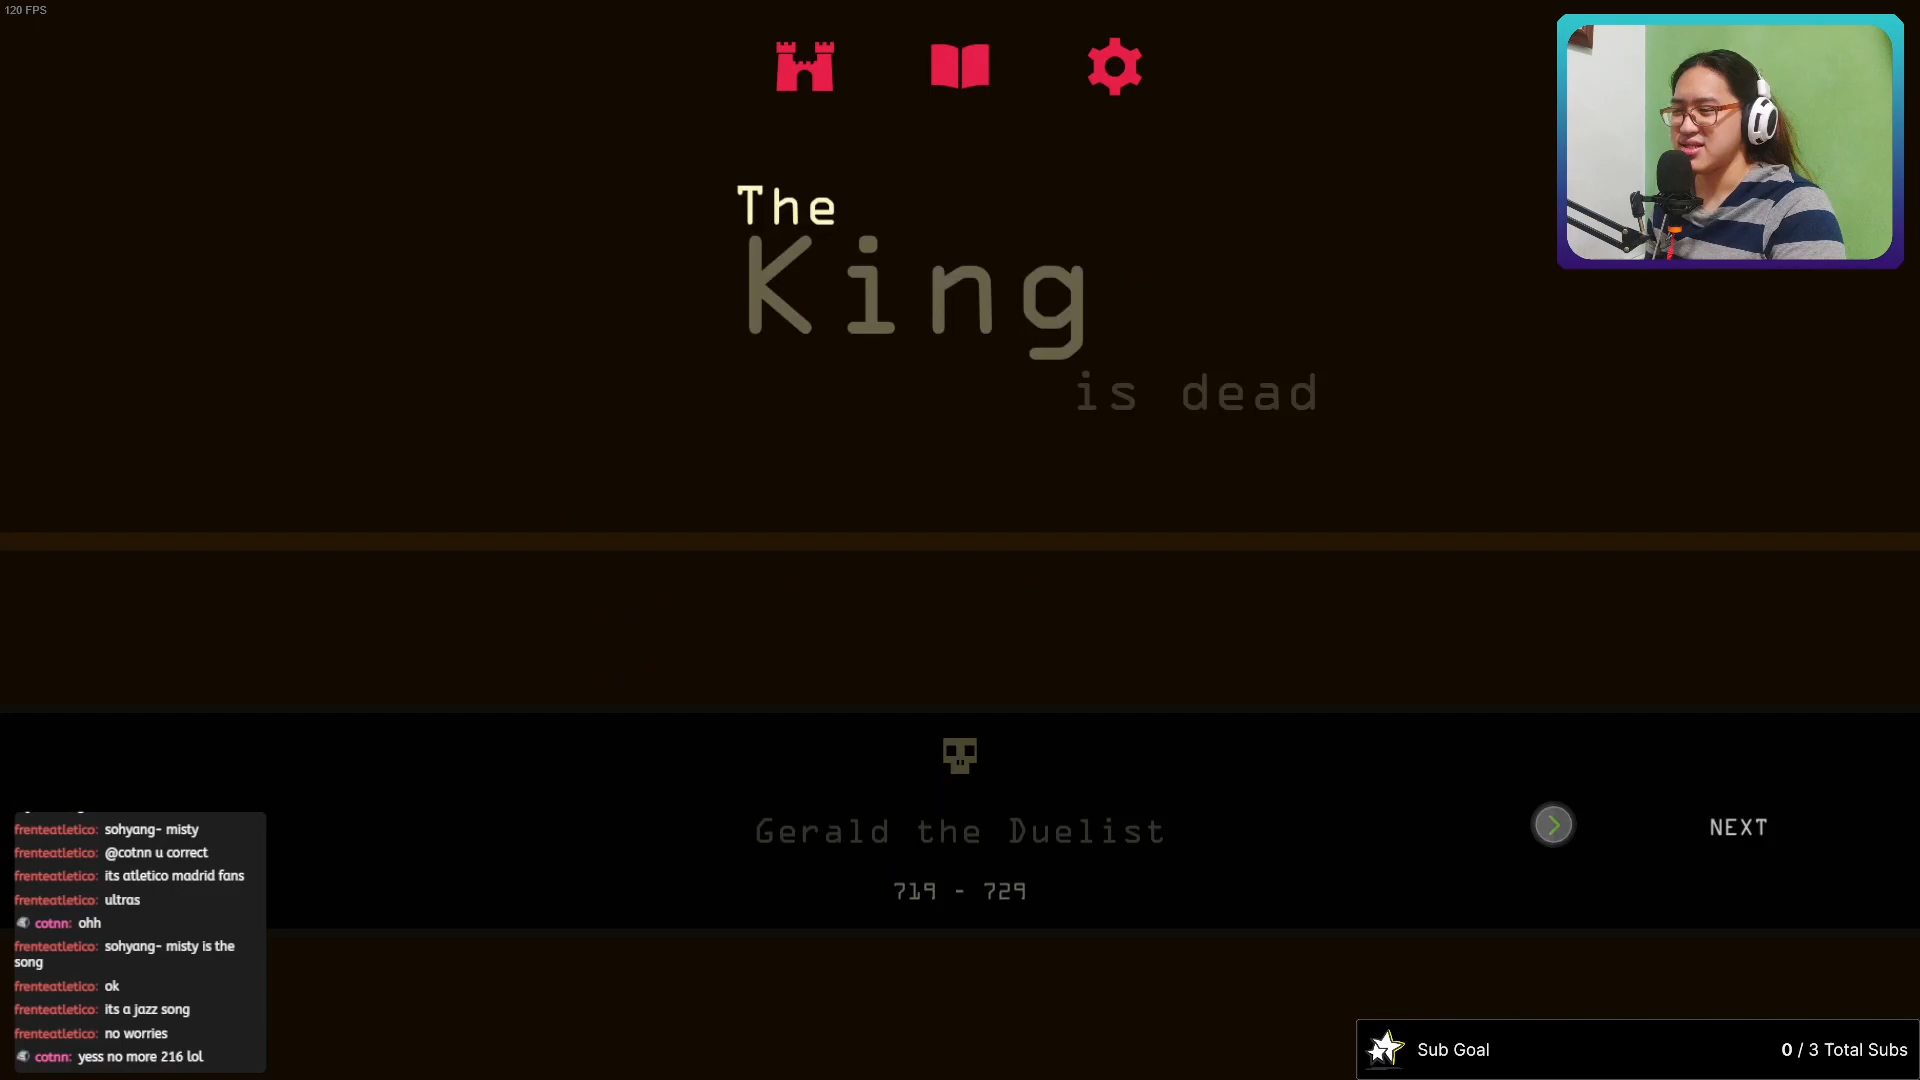 120 FPS
The
King
is dead
Gerald the Duelist
719 - 729
NEXT
frenteatletico: sohyang- misty
frenteatletico: @cotnn u correct
frenteatletico: its atletico madrid fans
frenteatletico: ultras
cotnn: ohh
frenteatletico: sohyang- misty is the
song
frenteatletico: ok
frenteatletico: its a jazz song
frenteatletico: no worries
cotnn: yess no more 216 lol
Sub Goal
0 / 3 Total Subs